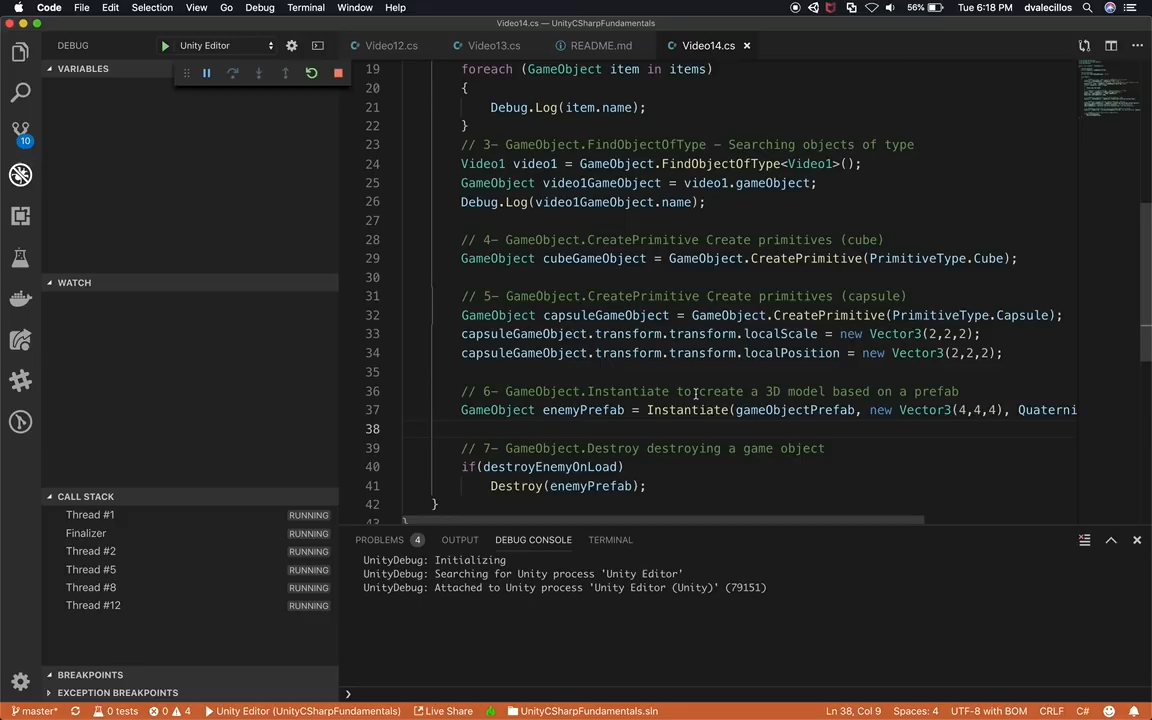 Code File Edit Selection View Go Debug Terminal Window Help 56% Tue 6:18 PM dvalecillos
Video14.cs — UnityCSharpFundamentals
DEBUG Unity Editor Video12.cs Video13.cs README.md Video14.cs
VARIABLES
WATCH
CALL STACK
Thread #1 RUNNING
Finalizer RUNNING
Thread #2 RUNNING
Thread #5 RUNNING
Thread #8 RUNNING
Thread #12 RUNNING
BREAKPOINTS
EXCEPTION BREAKPOINTS
10
19 foreach (GameObject item in items)
20 {
21 Debug.Log(item.name);
22 }
23 // 3- GameObject.FindObjectOfType - Searching objects of type
24 Video1 video1 = GameObject.FindObjectOfType<Video1>();
25 GameObject video1GameObject = video1.gameObject;
26 Debug.Log(video1GameObject.name);
27
28 // 4- GameObject.CreatePrimitive Create primitives (cube)
29 GameObject cubeGameObject = GameObject.CreatePrimitive(PrimitiveType.Cube);
30
31 // 5- GameObject.CreatePrimitive Create primitives (capsule)
32 GameObject capsuleGameObject = GameObject.CreatePrimitive(PrimitiveType.Capsule);
33 capsuleGameObject.transform.transform.localScale = new Vector3(2,2,2);
34 capsuleGameObject.transform.transform.localPosition = new Vector3(2,2,2);
35
36 // 6- GameObject.Instantiate to create a 3D model based on a prefab
37 GameObject enemyPrefab = Instantiate(gameObjectPrefab, new Vector3(4,4,4), Quaterni
38
39 // 7- GameObject.Destroy destroying a game object
40 if(destroyEnemyOnLoad)
41 Destroy(enemyPrefab);
42 }
43 }
PROBLEMS 4 OUTPUT DEBUG CONSOLE TERMINAL
UnityDebug: Initializing
UnityDebug: Searching for Unity process 'Unity Editor'
UnityDebug: Attached to Unity process 'Unity Editor (Unity)' (79151)
master* 0 tests 0 4 Unity Editor (UnityCSharpFundamentals) Live Share UnityCSharpFundamentals.sln Ln 38, Col 9 Spaces: 4 UTF-8 with BOM CRLF C#